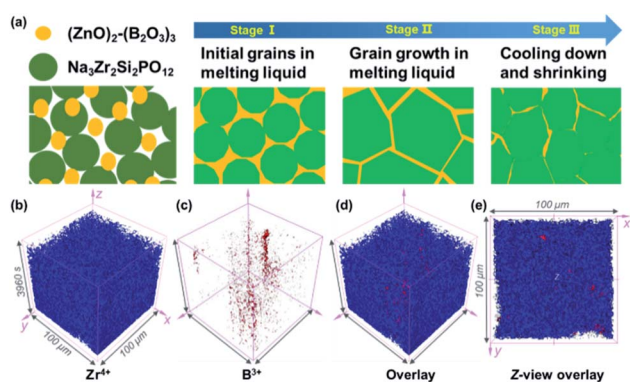 (a)
(ZnO)2-(B2O3)3
Na3Zr2Si2PO12
Stage Ⅰ
Stage Ⅱ
Stage Ⅲ
Initial grains in
melting liquid
Grain growth in
melting liquid
Cooling down
and shrinking
(b)
z
3960 s
y
100 μm
100 μm
x
Zr4+
(c)
B3+
(d)
Overlay
(e)
100 μm
x
100 μm
z
y
Z-view overlay